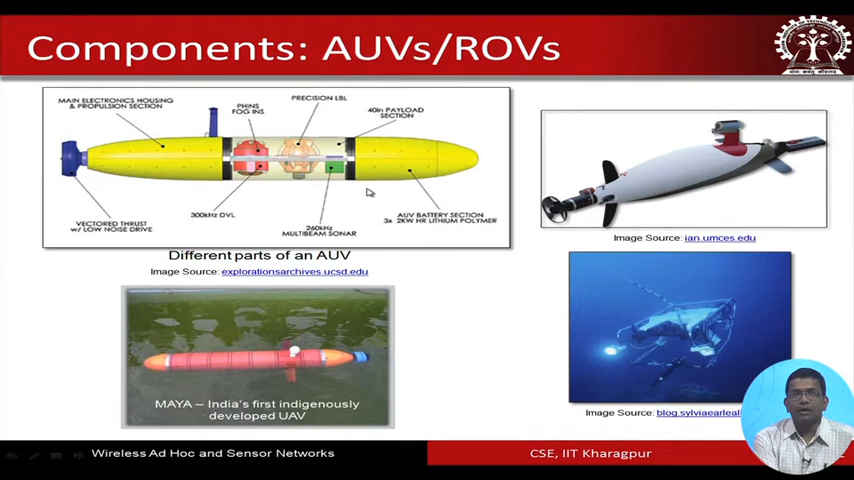 Components: AUVs/ROVs
MAIN ELECTRONICS HOUSING
& PROPULSION SECTION
PHINS
FOG INS
PRECISION LBL
40in PAYLOAD
SECTION
VECTORED THRUST
w/ LOW NOISE DRIVE
300kHz DVL
260kHz
MULTIBEAM SONAR
AUV BATTERY SECTION
3x 2KW HR LITHIUM POLYMER
Different parts of an AUV
Image Source: explorationsarchives.ucsd.edu
Image Source: ian.umces.edu
MAYA – India's first indigenously
developed UAV
Image Source: blog.sylviaearleall
Wireless Ad Hoc and Sensor Networks
CSE, IIT Kharagpur